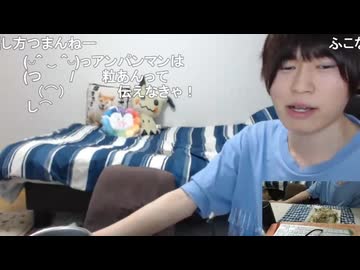 し方つまんねー
ふこな
(◟ᵔ ‿ ᵔ◞)っアンパンマンは
(つ  /  粒あんって
|  (⌒)  伝えなきゃ！
し⌒